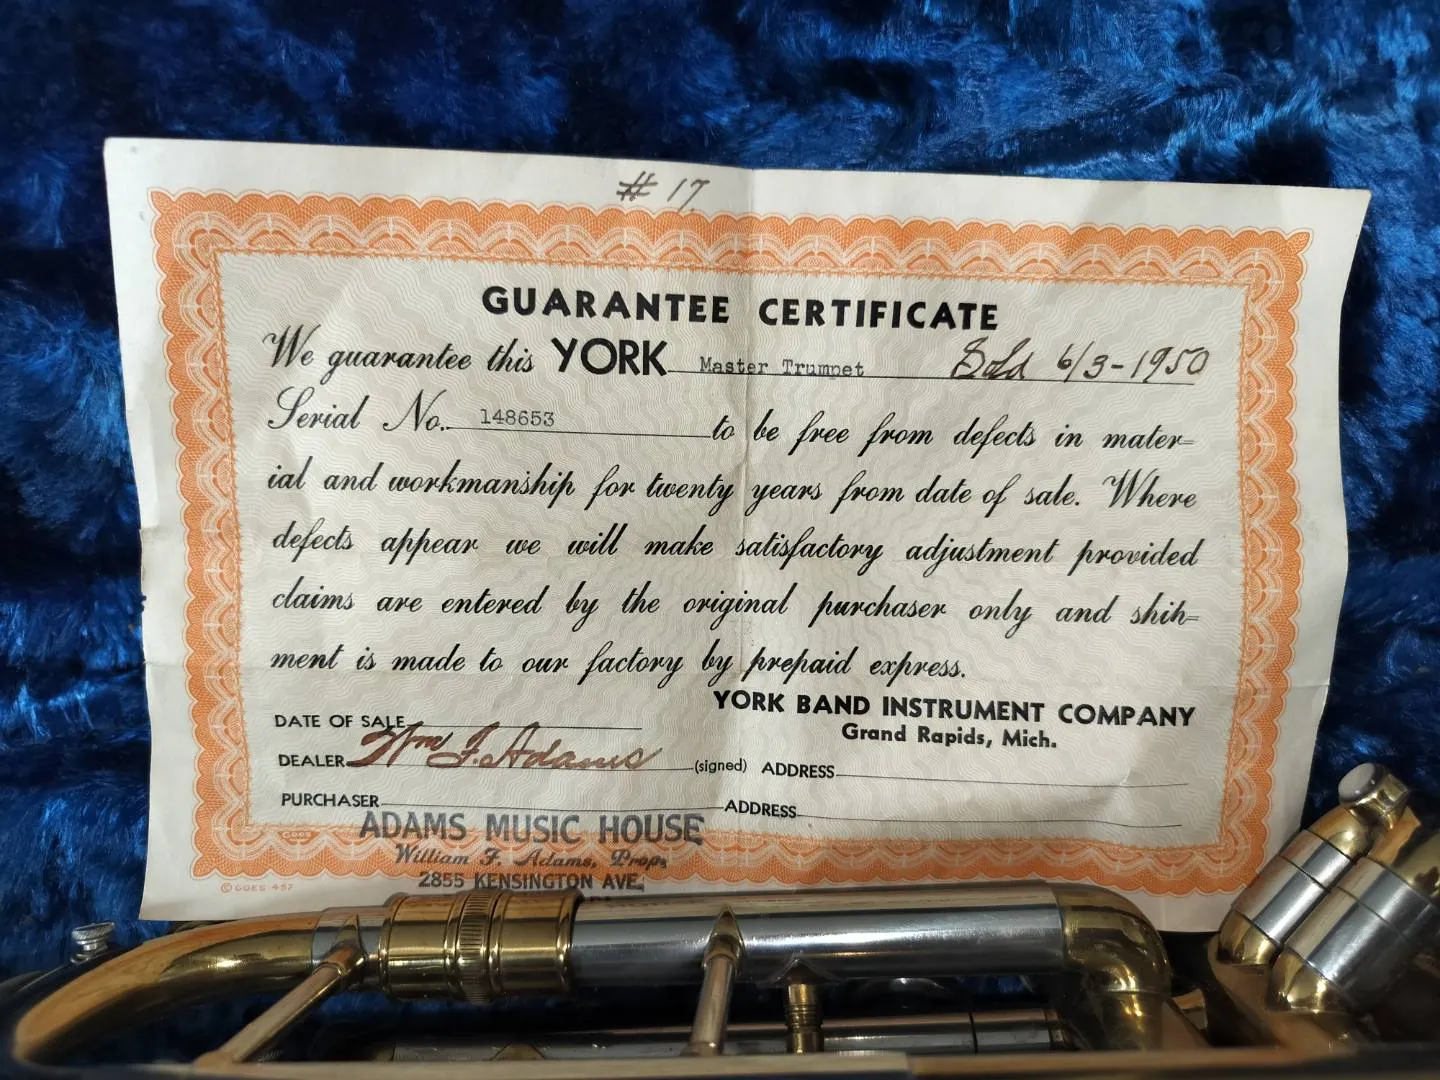 # 17
GUARANTEE CERTIFICATE
We guarantee this YORK Master Trumpet Sold 6/3-1950
Serial No. 148653 to be free from defects in mater=
ial and workmanship for twenty years from date of sale. Where
defects appear we will make satisfactory adjustment provided
claims are entered by the original purchaser only and ship=
ment is made to our factory by prepaid express.
YORK BAND INSTRUMENT COMPANY
Grand Rapids, Mich.
DATE OF SALE
DEALER Wm F. Adams (signed) ADDRESS
PURCHASER ADDRESS
ADAMS MUSIC HOUSE
William F. Adams, Prop.
2855 KENSINGTON AVE.
GOES
© GOES 457